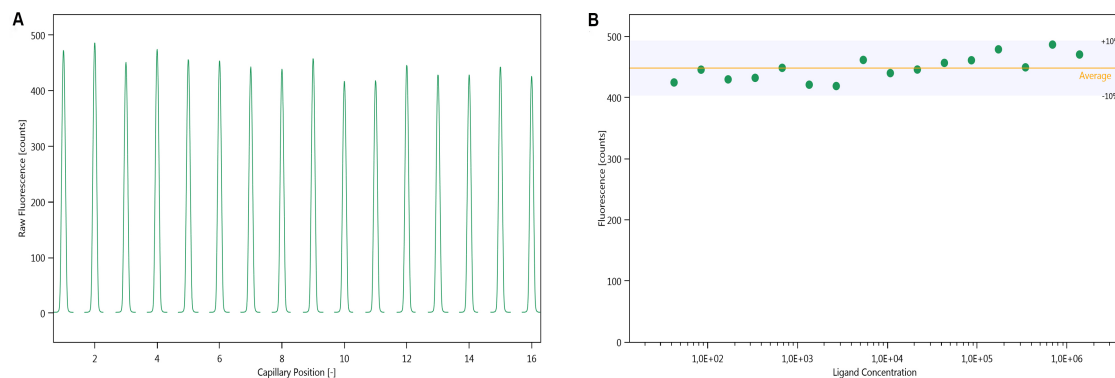 A
500
400
300
200
100
0
2
4
6
8
10
12
14
16
Raw Fluorescence [counts]
Capillary Position [-]
B
500
400
300
200
100
0
1,0E+02
1,0E+03
1,0E+04
1,0E+05
1,0E+06
Fluorescence [counts]
Ligand Concentration
+10%
Average
-10%